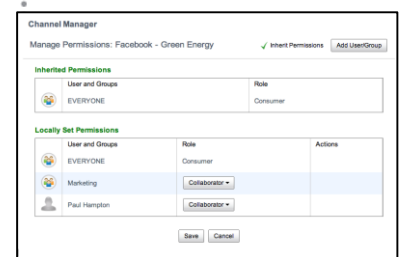 Channel Manager
Manage Permissions: Facebook - Green Energy ✓ Inherit Permissions Add User/Group
Inherited Permissions
User and Groups Role
EVERYONE Consumer
Locally Set Permissions
User and Groups Role Actions
EVERYONE Consumer
Marketing Collaborator
Paul Hampton Collaborator
Save Cancel